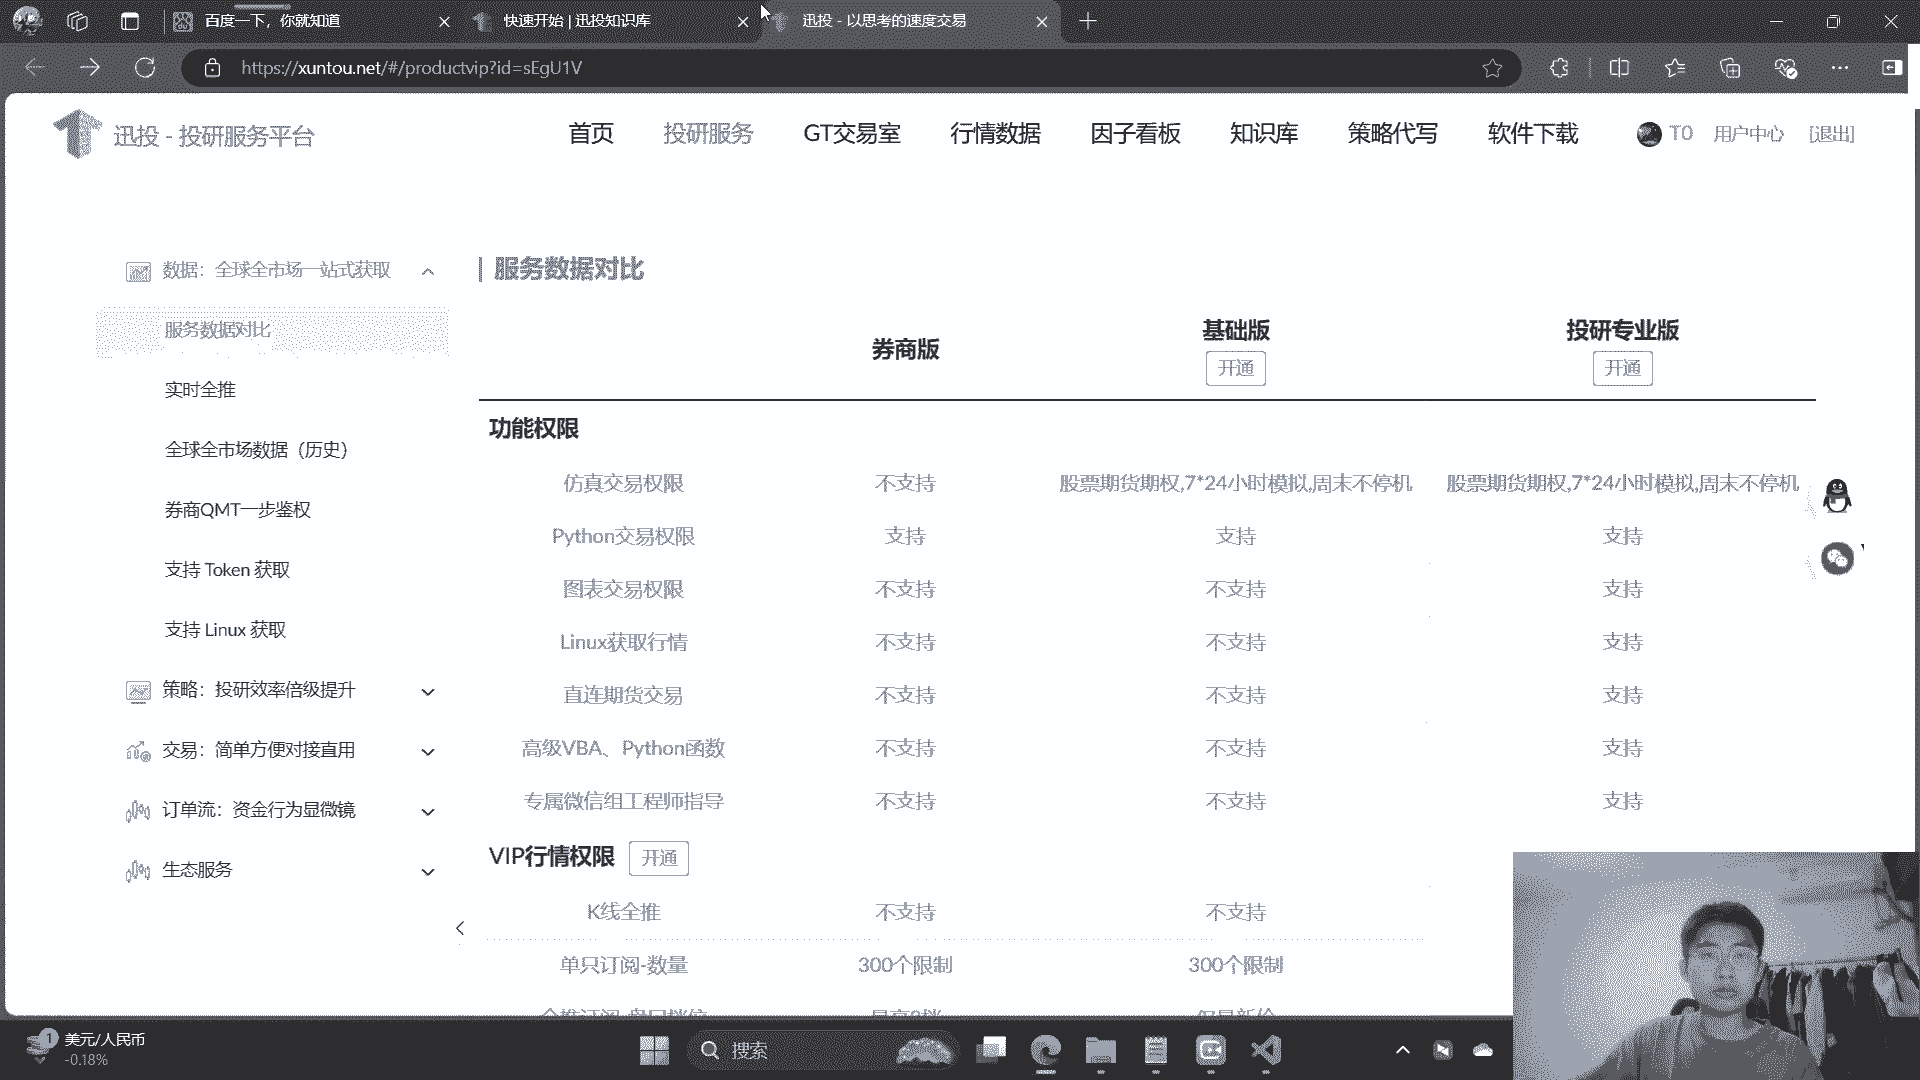 百度一下，你就知道
快速开始 | 迅投知识库
迅投 - 以思考的速度交易
https://xuntou.net/#/productvip?id=sEgU1V
迅投 - 投研服务平台
首页
投研服务
GT交易室
行情数据
因子看板
知识库
策略代写
软件下载
T0
用户中心
[退出]
数据：全球全市场一站式获取
服务数据对比
实时全推
全球全市场数据（历史）
券商QMT一步鉴权
支持 Token 获取
支持 Linux 获取
策略：投研效率倍级提升
交易：简单方便对接直用
订单流：资金行为显微镜
生态服务
服务数据对比
券商版 基础版 投研专业版
开通 开通
功能权限
仿真交易权限 不支持 股票期货期权,7*24小时模拟,周末不停机 股票期货期权,7*24小时模拟,周末不停机
Python交易权限 支持 支持 支持
图表交易权限 不支持 不支持 支持
Linux获取行情 不支持 不支持 支持
直连期货交易 不支持 不支持 支持
高级VBA、Python函数 不支持 不支持 支持
专属微信组工程师指导 不支持 不支持 支持
VIP行情权限 开通
K线全推 不支持 不支持
单只订阅-数量 300个限制 300个限制
1
美元/人民币
-0.18%
搜索